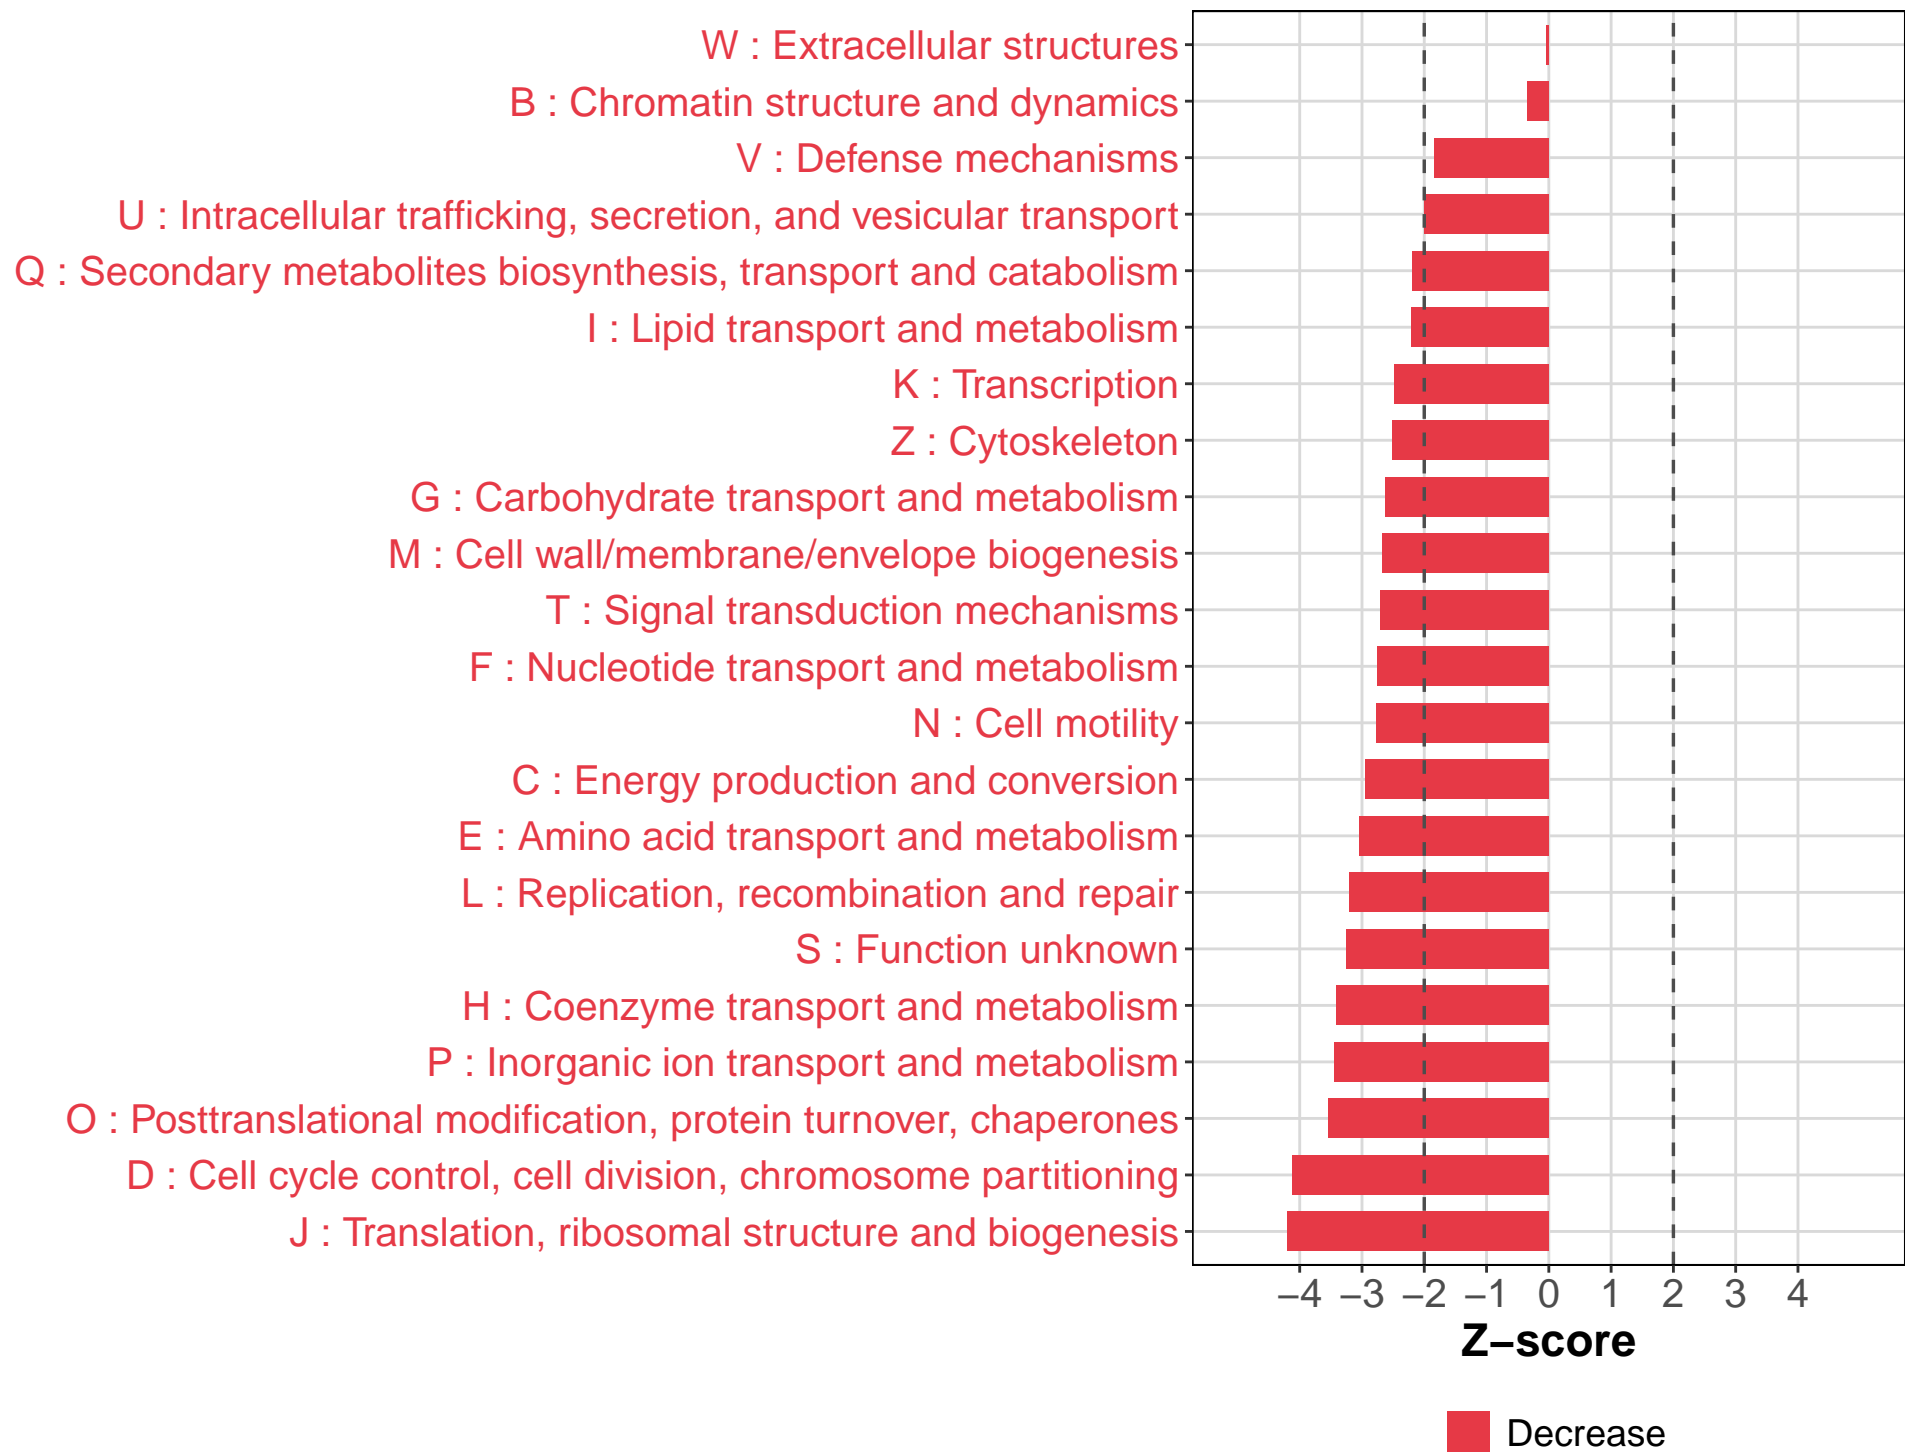 W : Extracellular structures
B : Chromatin structure and dynamics
V : Defense mechanisms
U : Intracellular trafficking, secretion, and vesicular transport
Q : Secondary metabolites biosynthesis, transport and catabolism
I : Lipid transport and metabolism
K : Transcription
Z : Cytoskeleton
G : Carbohydrate transport and metabolism
M : Cell wall/membrane/envelope biogenesis
T : Signal transduction mechanisms
F : Nucleotide transport and metabolism
N : Cell motility
C : Energy production and conversion
E : Amino acid transport and metabolism
L : Replication, recombination and repair
S : Function unknown
H : Coenzyme transport and metabolism
P : Inorganic ion transport and metabolism
O : Posttranslational modification, protein turnover, chaperones
D : Cell cycle control, cell division, chromosome partitioning
J : Translation, ribosomal structure and biogenesis
−4 −3 −2 −1 0 1 2 3 4
Z−score
Decrease